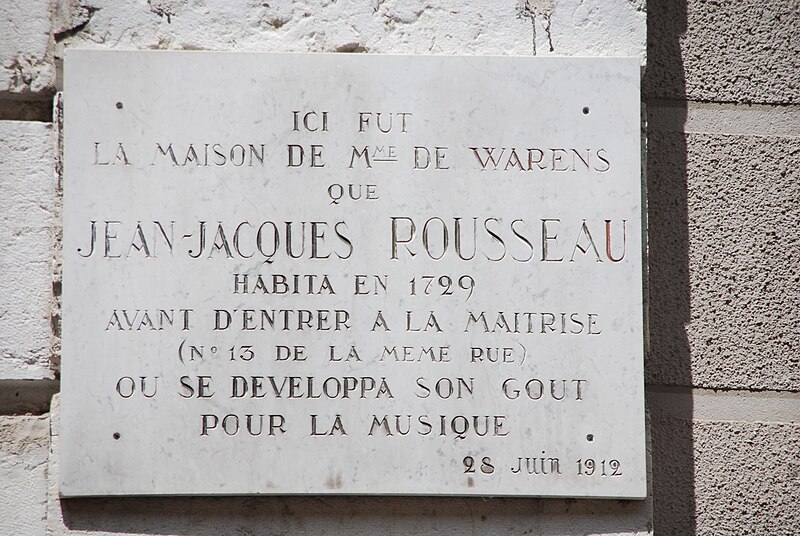 ICI FUT
LA MAISON DE MME DE WARENS
QUE
JEAN-JACQUES ROUSSEAU
HABITA EN 1729
AVANT D'ENTRER A LA MAITRISE
(N° 13 DE LA MEME RUE)
OU SE DEVELOPPA SON GOUT
POUR LA MUSIQUE
28 Juin 1912